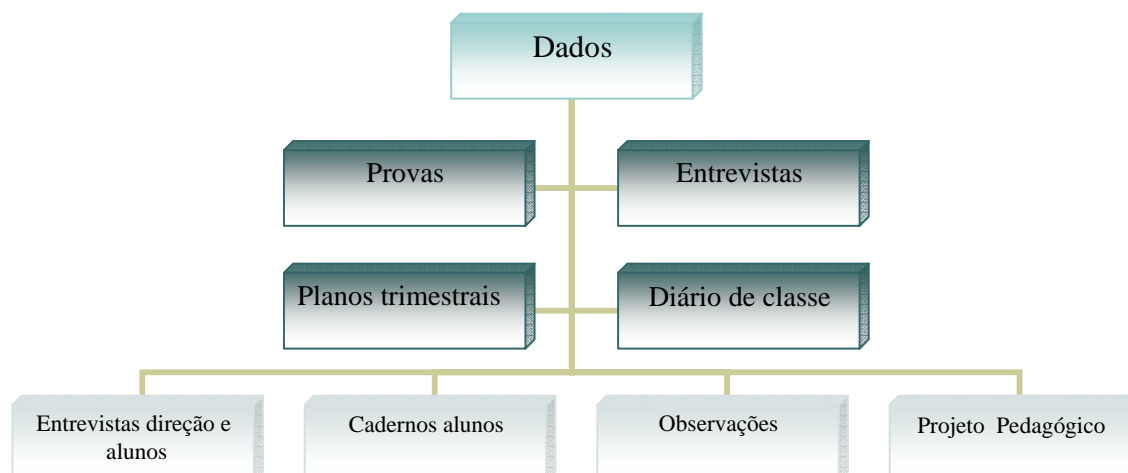 Dados
Provas
Entrevistas
Planos trimestrais
Diário de classe
Entrevistas direção e
alunos
Cadernos alunos
Observações
Projeto Pedagógico